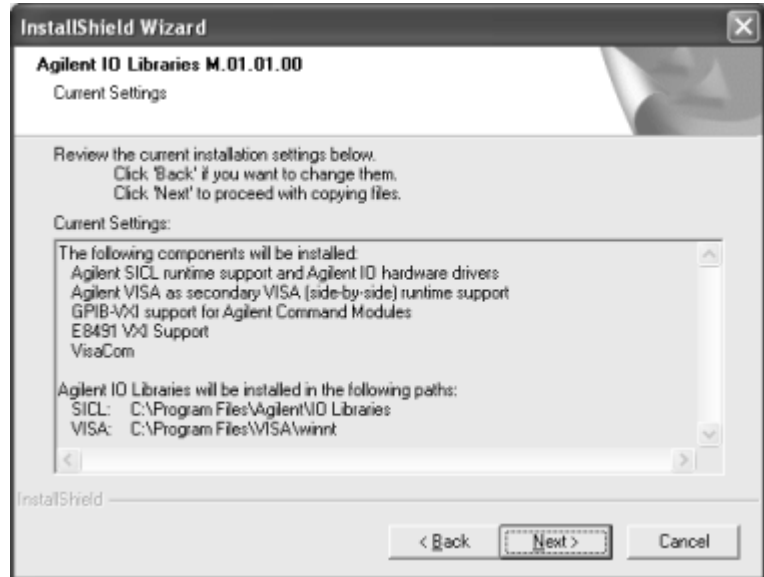 InstallShield Wizard
Agilent IO Libraries M.01.01.00
Current Settings
Review the current installation settings below.
Click 'Back' if you want to change them.
Click 'Next' to proceed with copying files.
Current Settings:
The following components will be installed:
Agilent SICL runtime support and Agilent IO hardware drivers
Agilent VISA as secondary VISA (side-by-side) runtime support
GPIB-VXI support for Agilent Command Modules
E8491 VXI Support
VisaCom
Agilent IO Libraries will be installed in the following paths:
SICL: C:\Program Files\Agilent\IO Libraries
VISA: C:\Program Files\VISA\winnt
InstallShield
< Back Next > Cancel